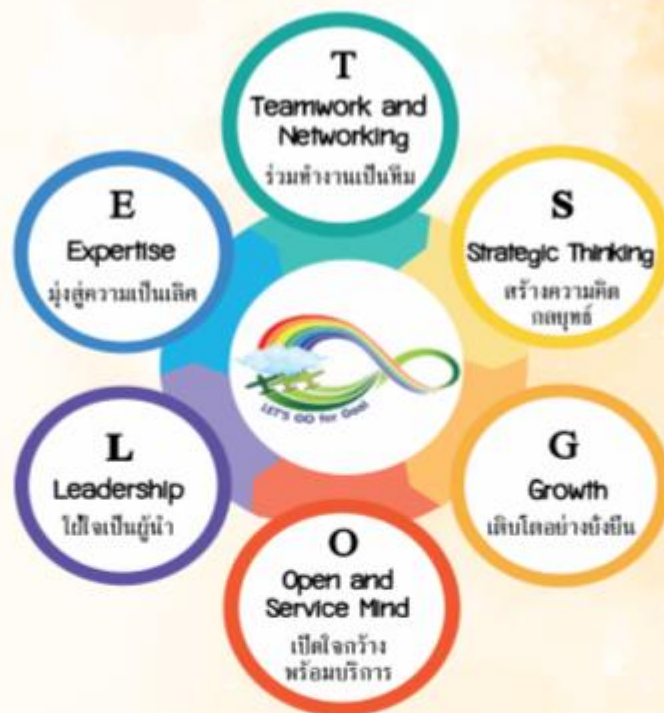 T
Teamwork and
Networking
ร่วมทำงานเป็นทีม
E
Expertise
มุ่งสู่ความเป็นเลิศ
S
Strategic Thinking
สร้างความคิด
กลยุทธ์
LET'S GO for Goal
L
Leadership
ใฝ่ใจเป็นผู้นำ
G
Growth
เติบโตอย่างยั่งยืน
O
Open and
Service Mind
เปิดใจกว้าง
พร้อมบริการ